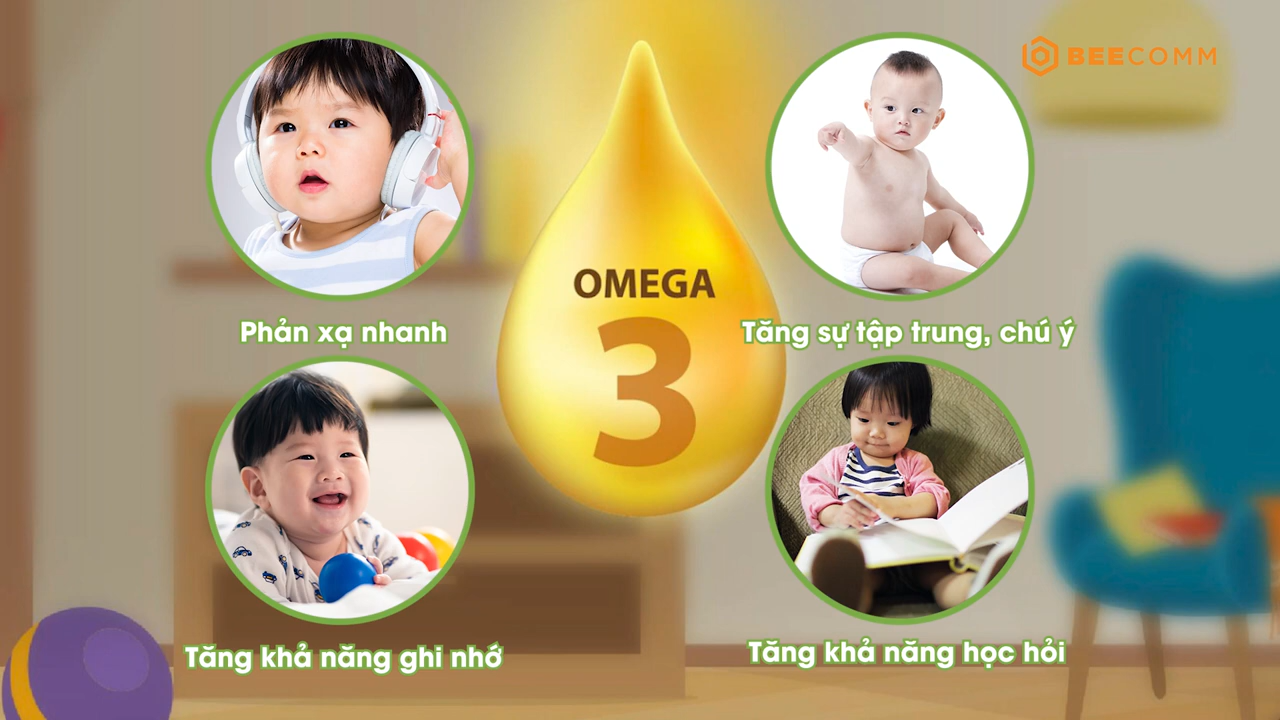 BEECOMM
OMEGA
3
Phản xạ nhanh
Tăng sự tập trung, chú ý
Tăng khả năng ghi nhớ
Tăng khả năng học hỏi